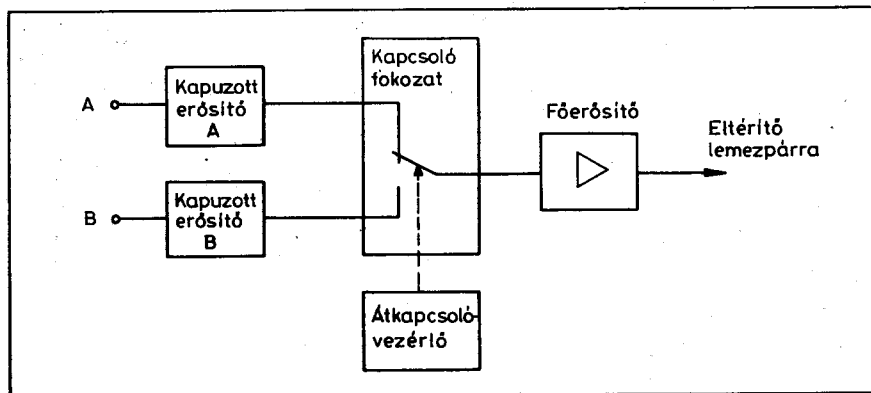 A
Kapuzott
erősítő
A
B
Kapuzott
erősítő
B
Kapcsoló
fokozat
Átkapcsoló-
vezérlő
Főerősítő
Eltérítő
lemezpárra